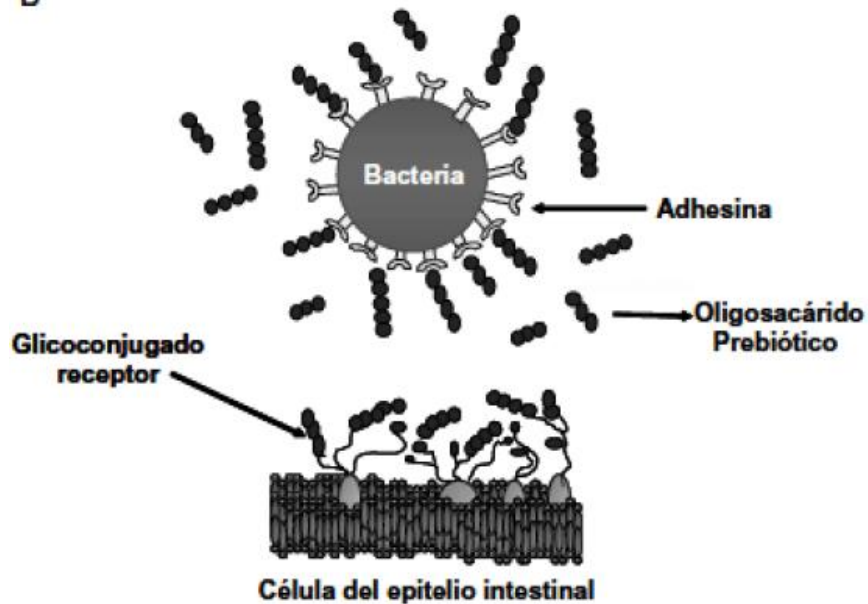 Bacteria
Adhesina
Oligosacárido
Prebiótico
Glicoconjugado
receptor
Célula del epitelio intestinal